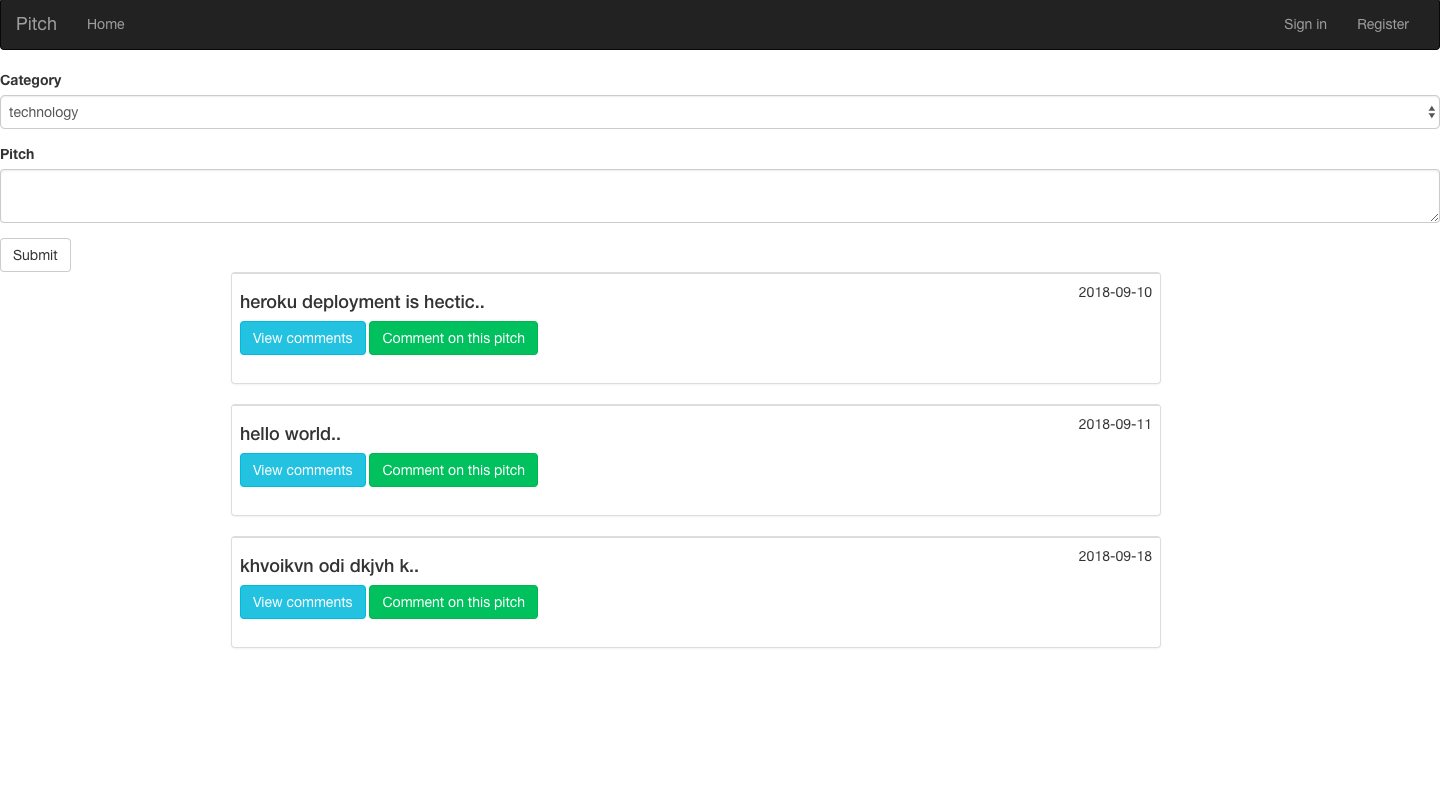 Pitch Home Sign in Register
Category
technology
Pitch
Submit
heroku deployment is hectic.. 2018-09-10
View comments Comment on this pitch
hello world.. 2018-09-11
View comments Comment on this pitch
khvoikvn odi dkjvh k.. 2018-09-18
View comments Comment on this pitch